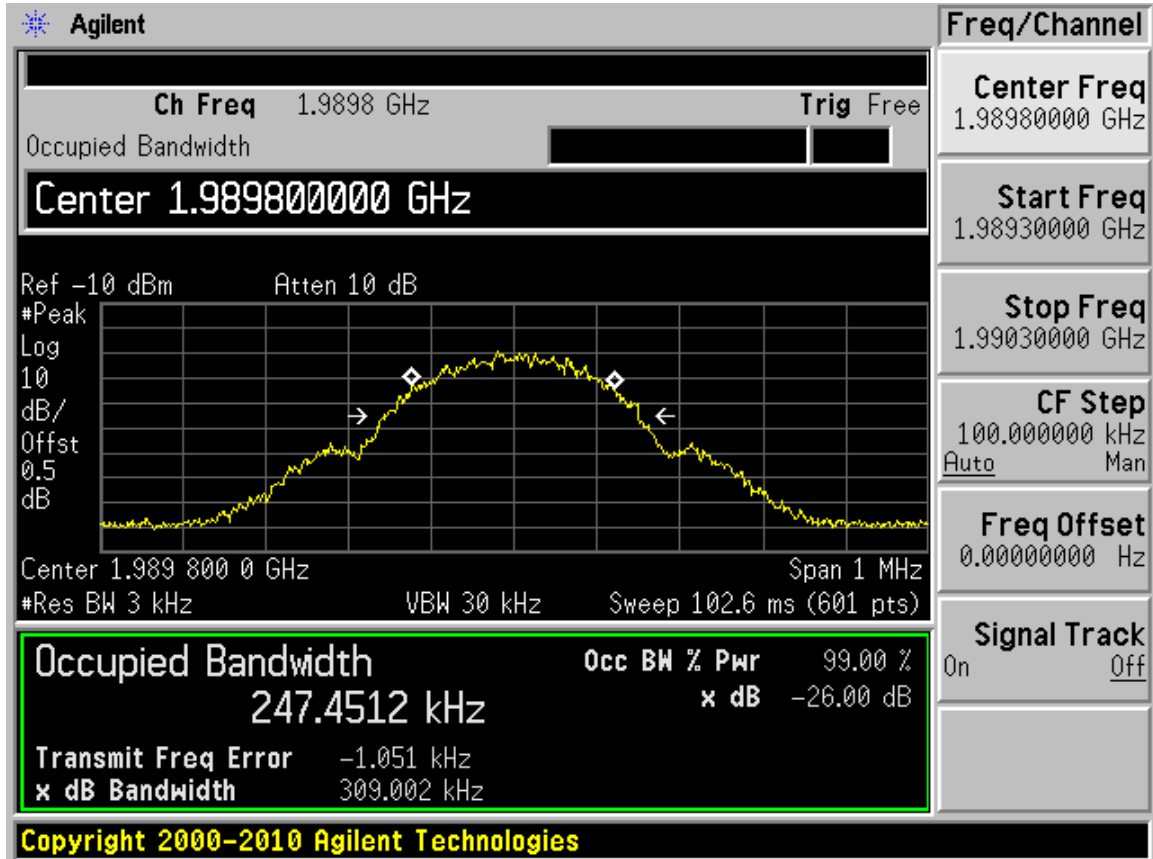 Agilent
Freq/Channel
Ch Freq 1.9898 GHz Trig Free
Occupied Bandwidth
Center 1.989800000 GHz
Ref -10 dBm Atten 10 dB
#Peak
Log
10
dB/
Offst
0.5
dB
Center 1.989 800 0 GHz Span 1 MHz
#Res BW 3 kHz VBW 30 kHz Sweep 102.6 ms (601 pts)
Occupied Bandwidth
247.4512 kHz
Occ BW % Pwr 99.00 %
x dB -26.00 dB
Transmit Freq Error -1.051 kHz
x dB Bandwidth 309.002 kHz
Center Freq
1.98980000 GHz
Start Freq
1.98930000 GHz
Stop Freq
1.99030000 GHz
CF Step
100.000000 kHz
Auto Man
Freq Offset
0.00000000 Hz
Signal Track
On Off
Copyright 2000-2010 Agilent Technologies